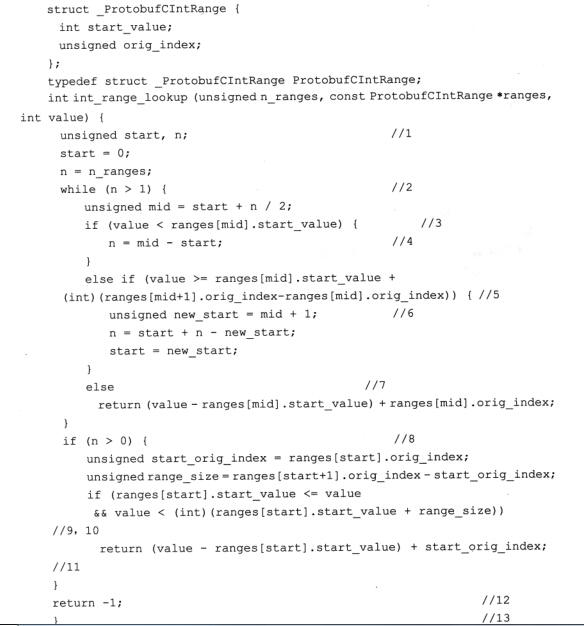 struct _ProtobufCIntRange {
int start_value;
unsigned orig_index;
};
typedef struct _ProtobufCIntRange ProtobufCIntRange;
int int_range_lookup (unsigned n_ranges, const ProtobufCIntRange *ranges,
int value) {
unsigned start, n; //1
start = 0;
n = n_ranges;
while (n > 1) { //2
unsigned mid = start + n / 2;
if (value < ranges[mid].start_value) { //3
n = mid - start; //4
}
else if (value >= ranges[mid].start_value +
(int)(ranges[mid+1].orig_index-ranges[mid].orig_index)) { //5
unsigned new_start = mid + 1; //6
n = start + n - new_start;
start = new_start;
}
else //7
return (value - ranges[mid].start_value) + ranges[mid].orig_index;
}
if (n > 0) { //8
unsigned start_orig_index = ranges[start].orig_index;
unsigned range_size = ranges[start+1].orig_index - start_orig_index;
if (ranges[start].start_value <= value
&& value < (int)(ranges[start].start_value + range_size))
//9, 10
return (value - ranges[start].start_value) + start_orig_index;
//11
}
return -1; //12
} //13